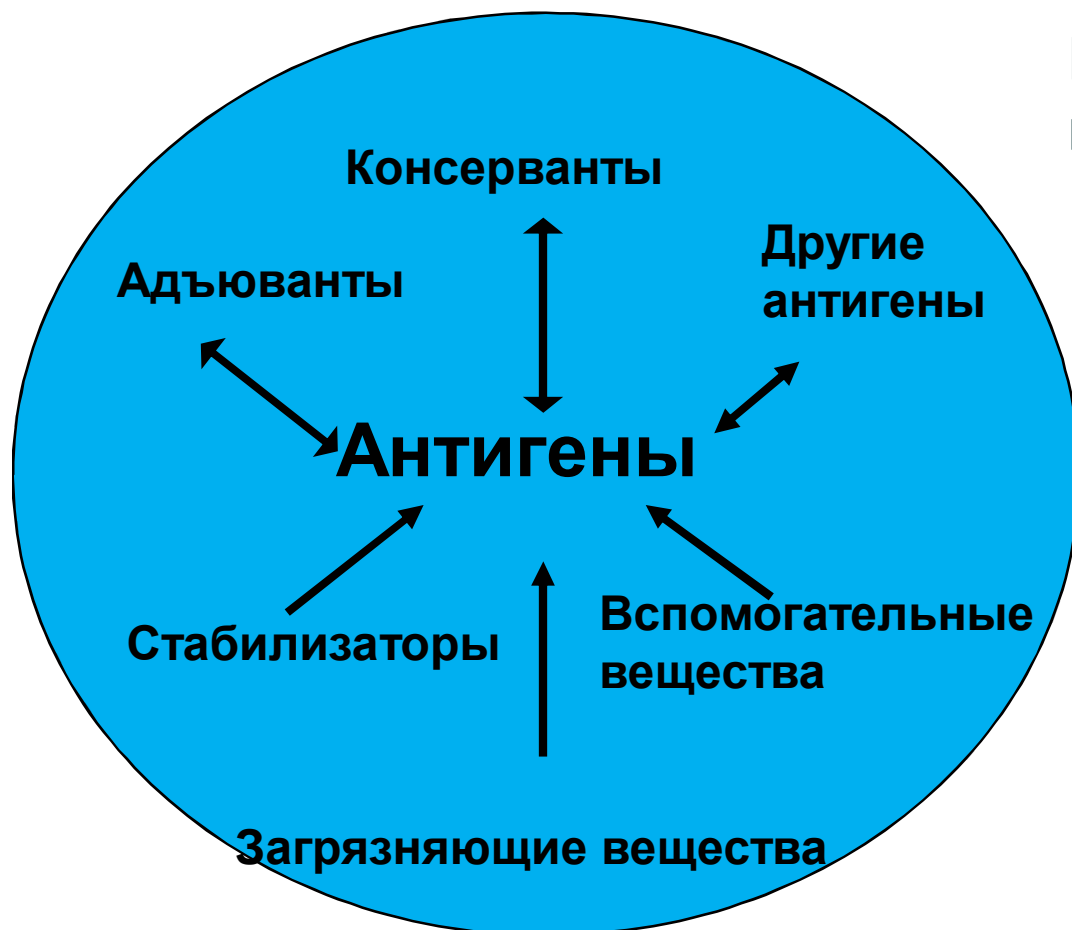 Консерванты
Другие
антигены
Адъюванты
Антигены
Вспомогательные
вещества
Стабилизаторы
Загрязняющие вещества